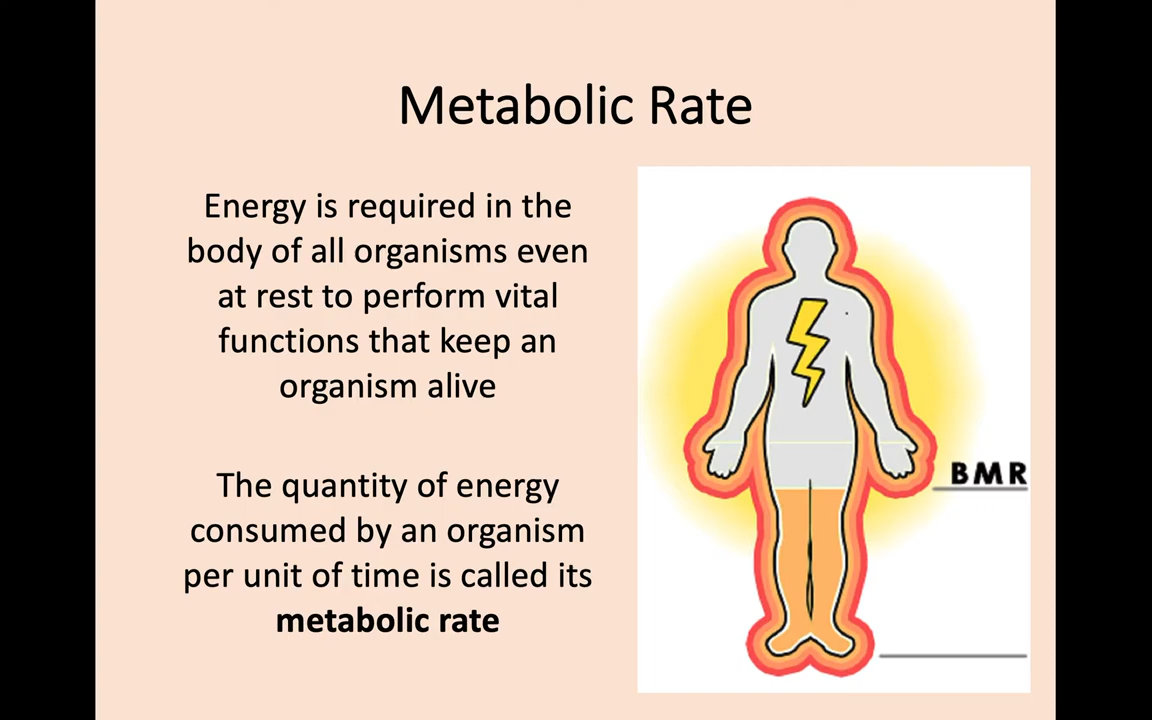 Metabolic Rate
Energy is required in the
body of all organisms even
at rest to perform vital
functions that keep an
organism alive
The quantity of energy
consumed by an organism
per unit of time is called its
metabolic rate
BMR